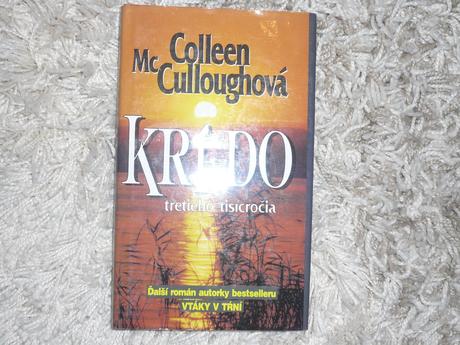 Colleen
McCulloughová
KRÉDO
tretieho tisícročia
Ďalší román autorky bestselleru
VTÁKY V TŔNÍ